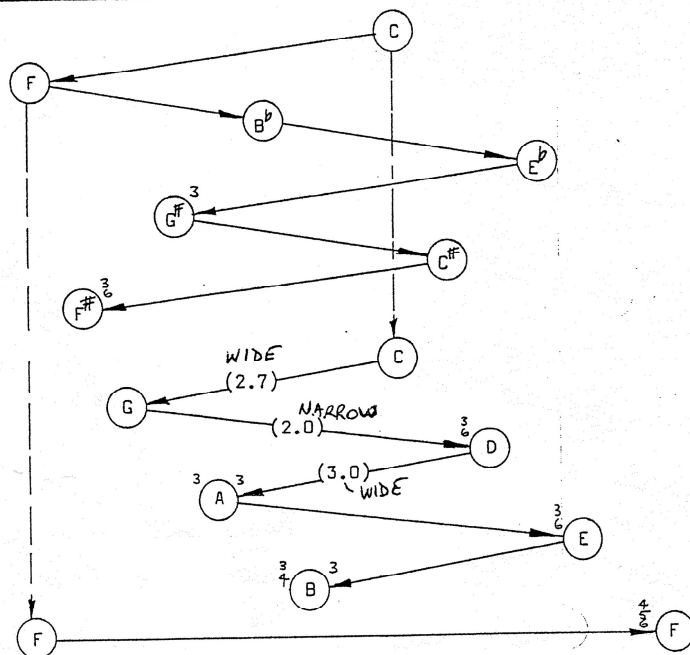 C
F
B♭
E♭
G# 3
C#
F# 3 6
C
WIDE
(2.7)
G
NARROW
(2.0)
3 6 D
(3.0)
WIDE
3 A 3
3 6 E
3 4 B 3
F
4 5 6 F